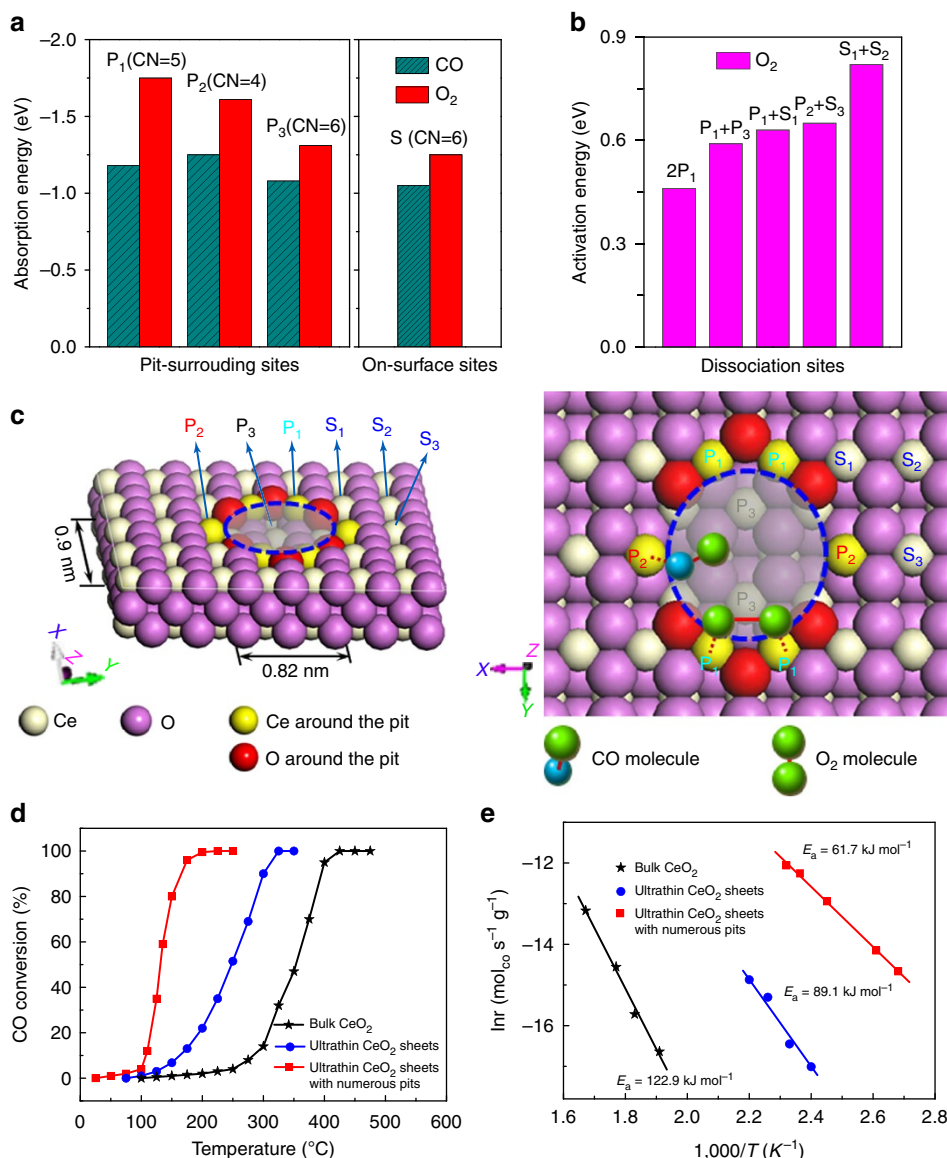 a
Absorption energy (eV)
−2.0
−1.5
−1.0
−0.5
0.0
P1(CN=5)
P2(CN=4)
P3(CN=6)
CO
O2
S (CN=6)
Pit-surrouding sites
On-surface sites
b
Activation energy (eV)
0.9
0.6
0.3
0.0
O2
2P1
P1+P3
P1+S1
P2+S3
S1+S2
Dissociation sites
c
P2
P3
P1
S1
S2
S3
0.9 nm
0.82 nm
X
Z
Y
Ce
O
Ce around the pit
O around the pit
P1
P1
S1
S2
P3
P2
P2
S3
P3
P1
P1
X
Z
Y
CO molecule
O2 molecule
d
CO conversion (%)
100
80
60
40
20
0
Bulk CeO2
Ultrathin CeO2 sheets
Ultrathin CeO2 sheets
with numerous pits
0 100 200 300 400 500 600
Temperature (°C)
e
lnr (molco s−1 g−1)
−12
−14
−16
Bulk CeO2
Ultrathin CeO2 sheets
Ultrathin CeO2 sheets
with numerous pits
Ea = 61.7 kJ mol−1
Ea = 89.1 kJ mol−1
Ea = 122.9 kJ mol−1
1.6 2.0 2.4 2.8
1,000/T (K−1)